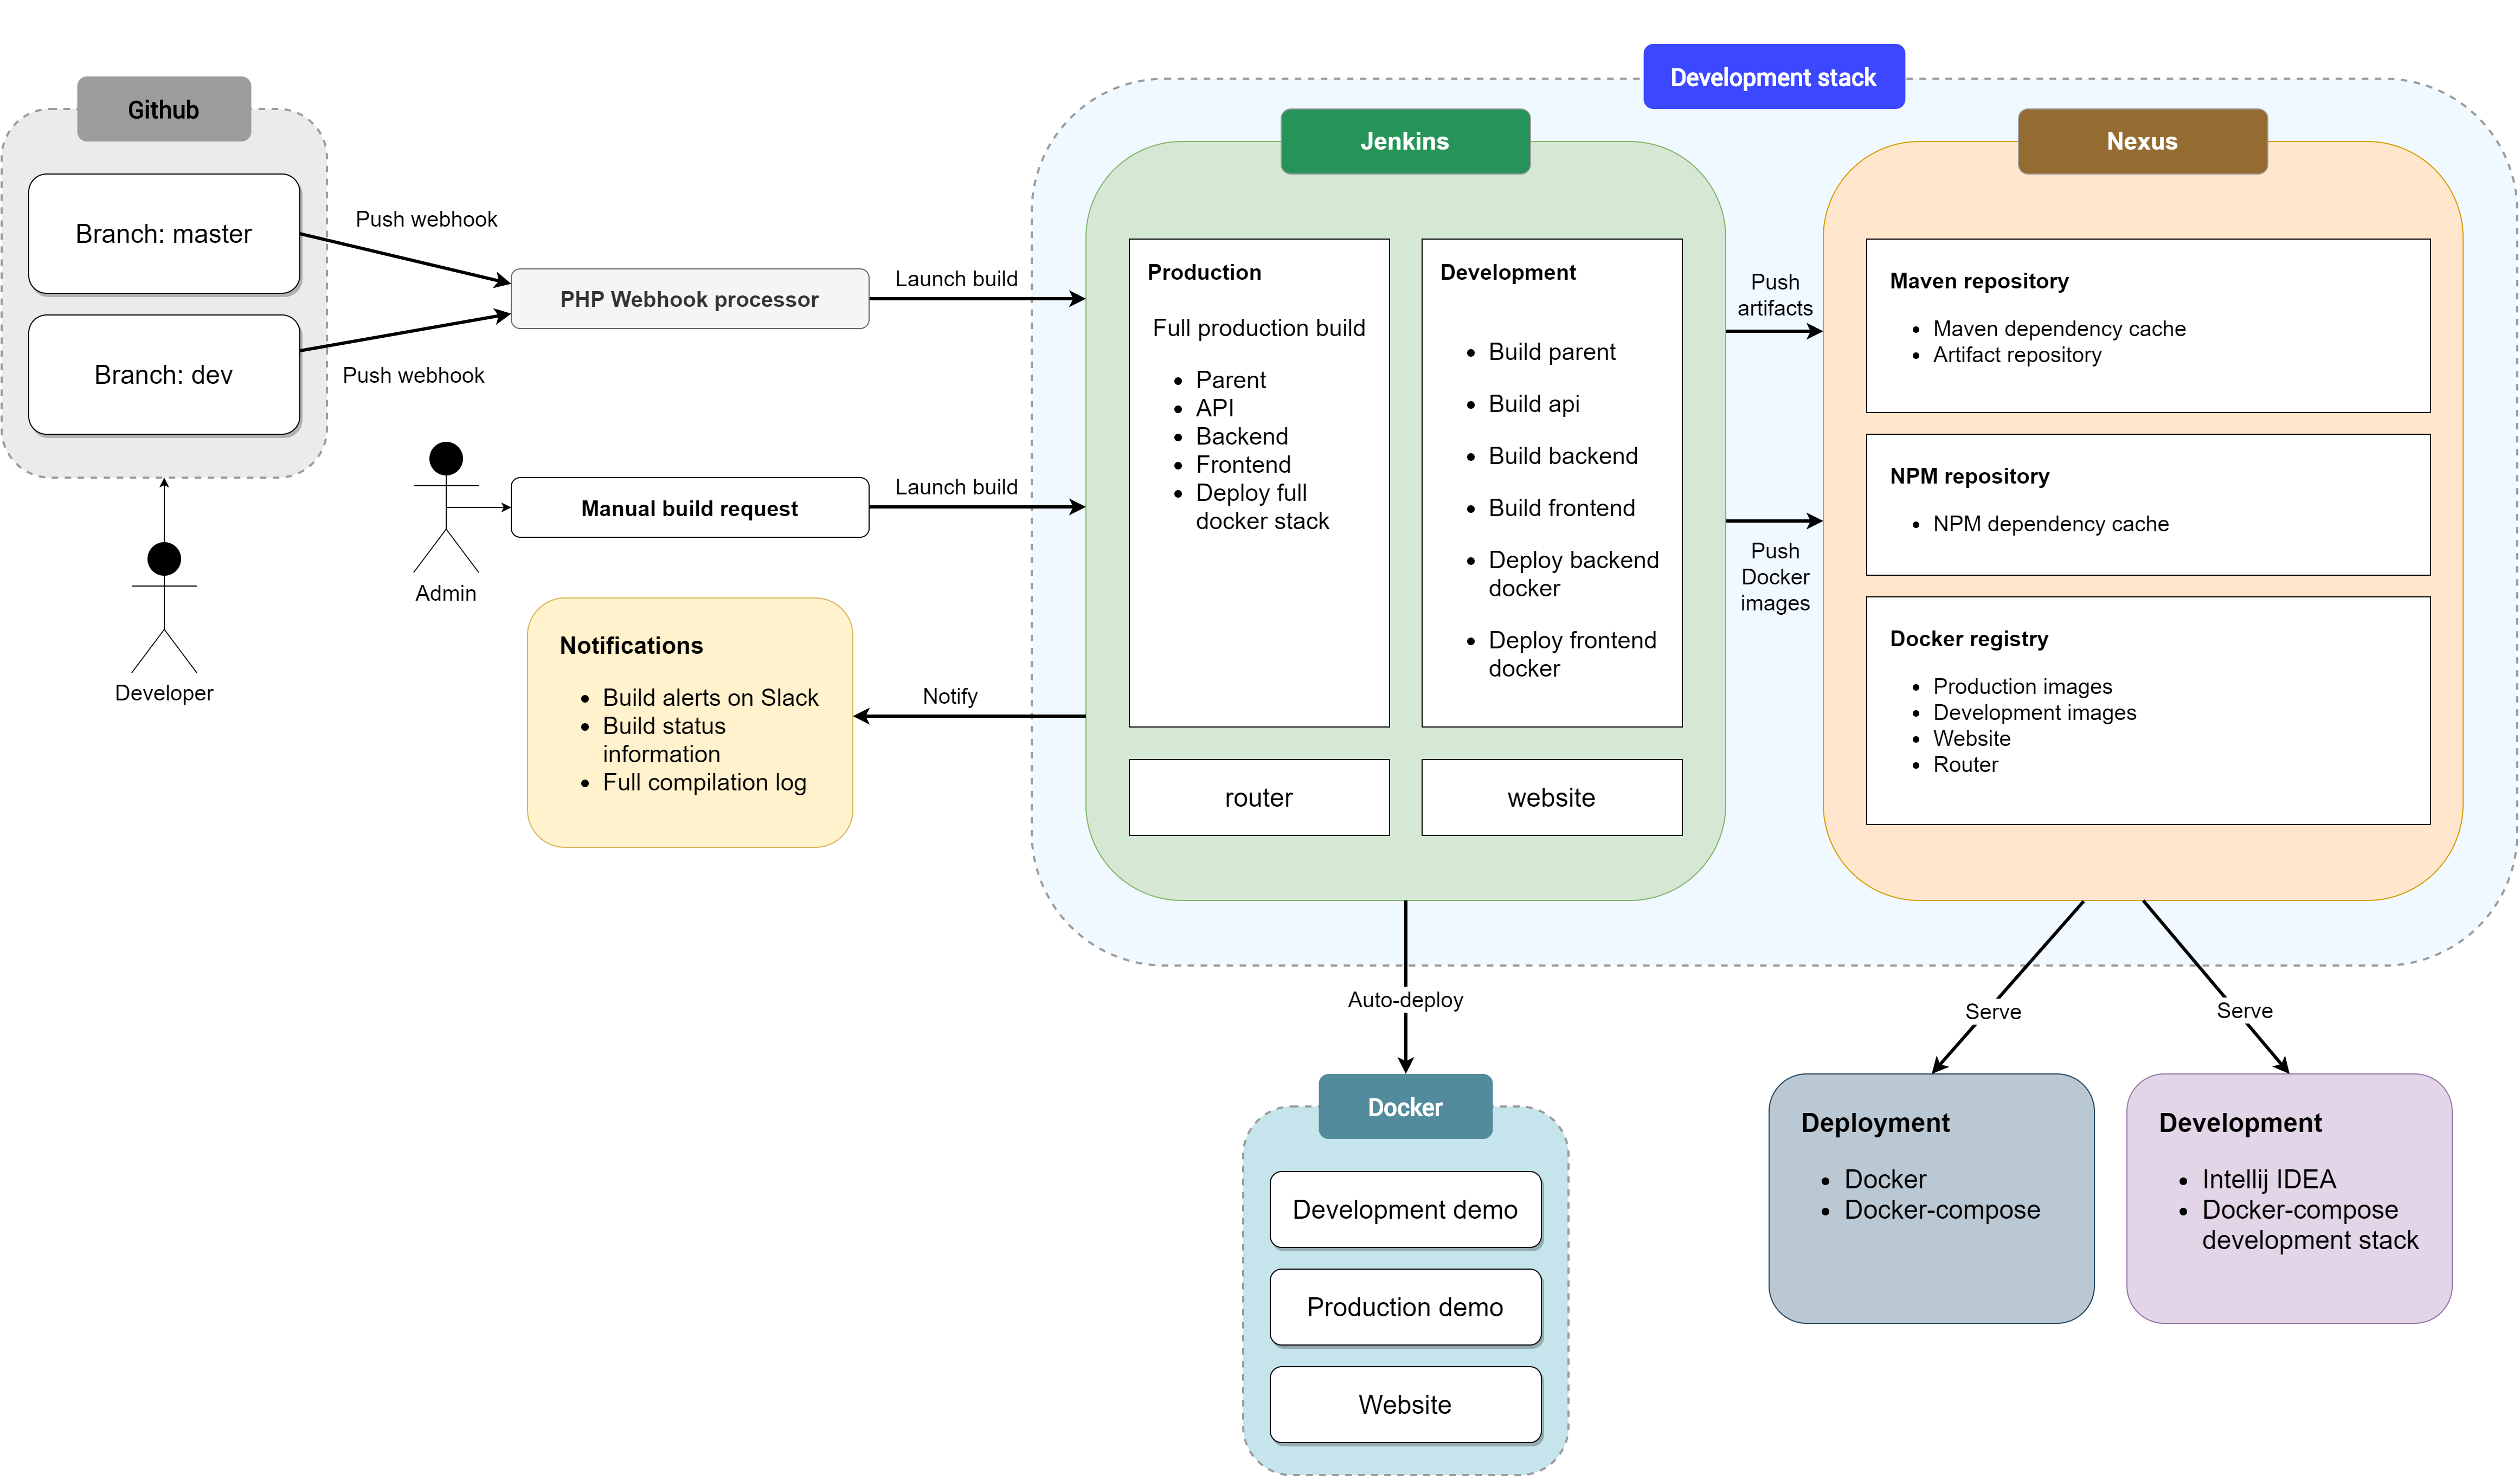 Github
Branch: master
Branch: dev
Developer
Push webhook
Push webhook
PHP Webhook processor
Launch build
Admin
Manual build request
Launch build
Notifications
Build alerts on Slack
Build status
information
Full compilation log
Notify
Development stack
Jenkins
Production
Full production build
Parent
API
Backend
Frontend
Deploy full
docker stack
Development
Build parent
Build api
Build backend
Build frontend
Deploy backend
docker
Deploy frontend
docker
router
website
Push
artifacts
Push
Docker
images
Nexus
Maven repository
Maven dependency cache
Artifact repository
NPM repository
NPM dependency cache
Docker registry
Production images
Development images
Website
Router
Auto-deploy
Docker
Development demo
Production demo
Website
Serve
Serve
Deployment
Docker
Docker-compose
Development
Intellij IDEA
Docker-compose
development stack